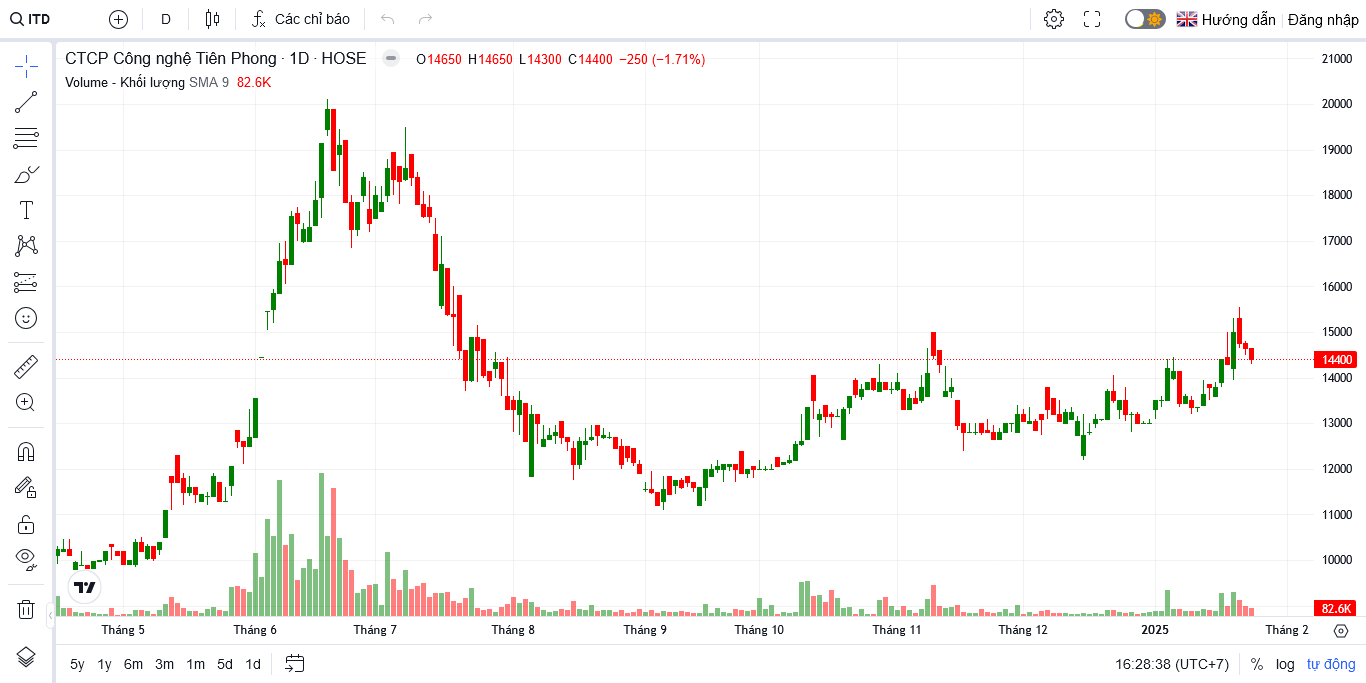 ITD D Các chỉ báo Hướng dẫn Đăng nhập
CTCP Công nghệ Tiên Phong · 1D · HOSE O14650 H14650 L14300 C14400 −250 (−1.71%)
Volume - Khối lượng SMA 9 82.6K
21000
20000
19000
18000
17000
16000
15000
14400
14000
13000
12000
11000
10000
82.6K
Tháng 5 Tháng 6 Tháng 7 Tháng 8 Tháng 9 Tháng 10 Tháng 11 Tháng 12 2025 Tháng 2
5y 1y 6m 3m 1m 5d 1d 16:28:38 (UTC+7) % log tự động